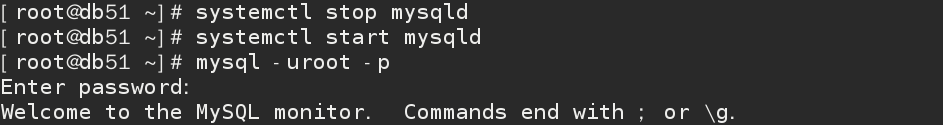 [root@db51 ~]# systemctl stop mysqld
[root@db51 ~]# systemctl start mysqld
[root@db51 ~]# mysql -uroot -p
Enter password:
Welcome to the MySQL monitor.  Commands end with ; or \g.